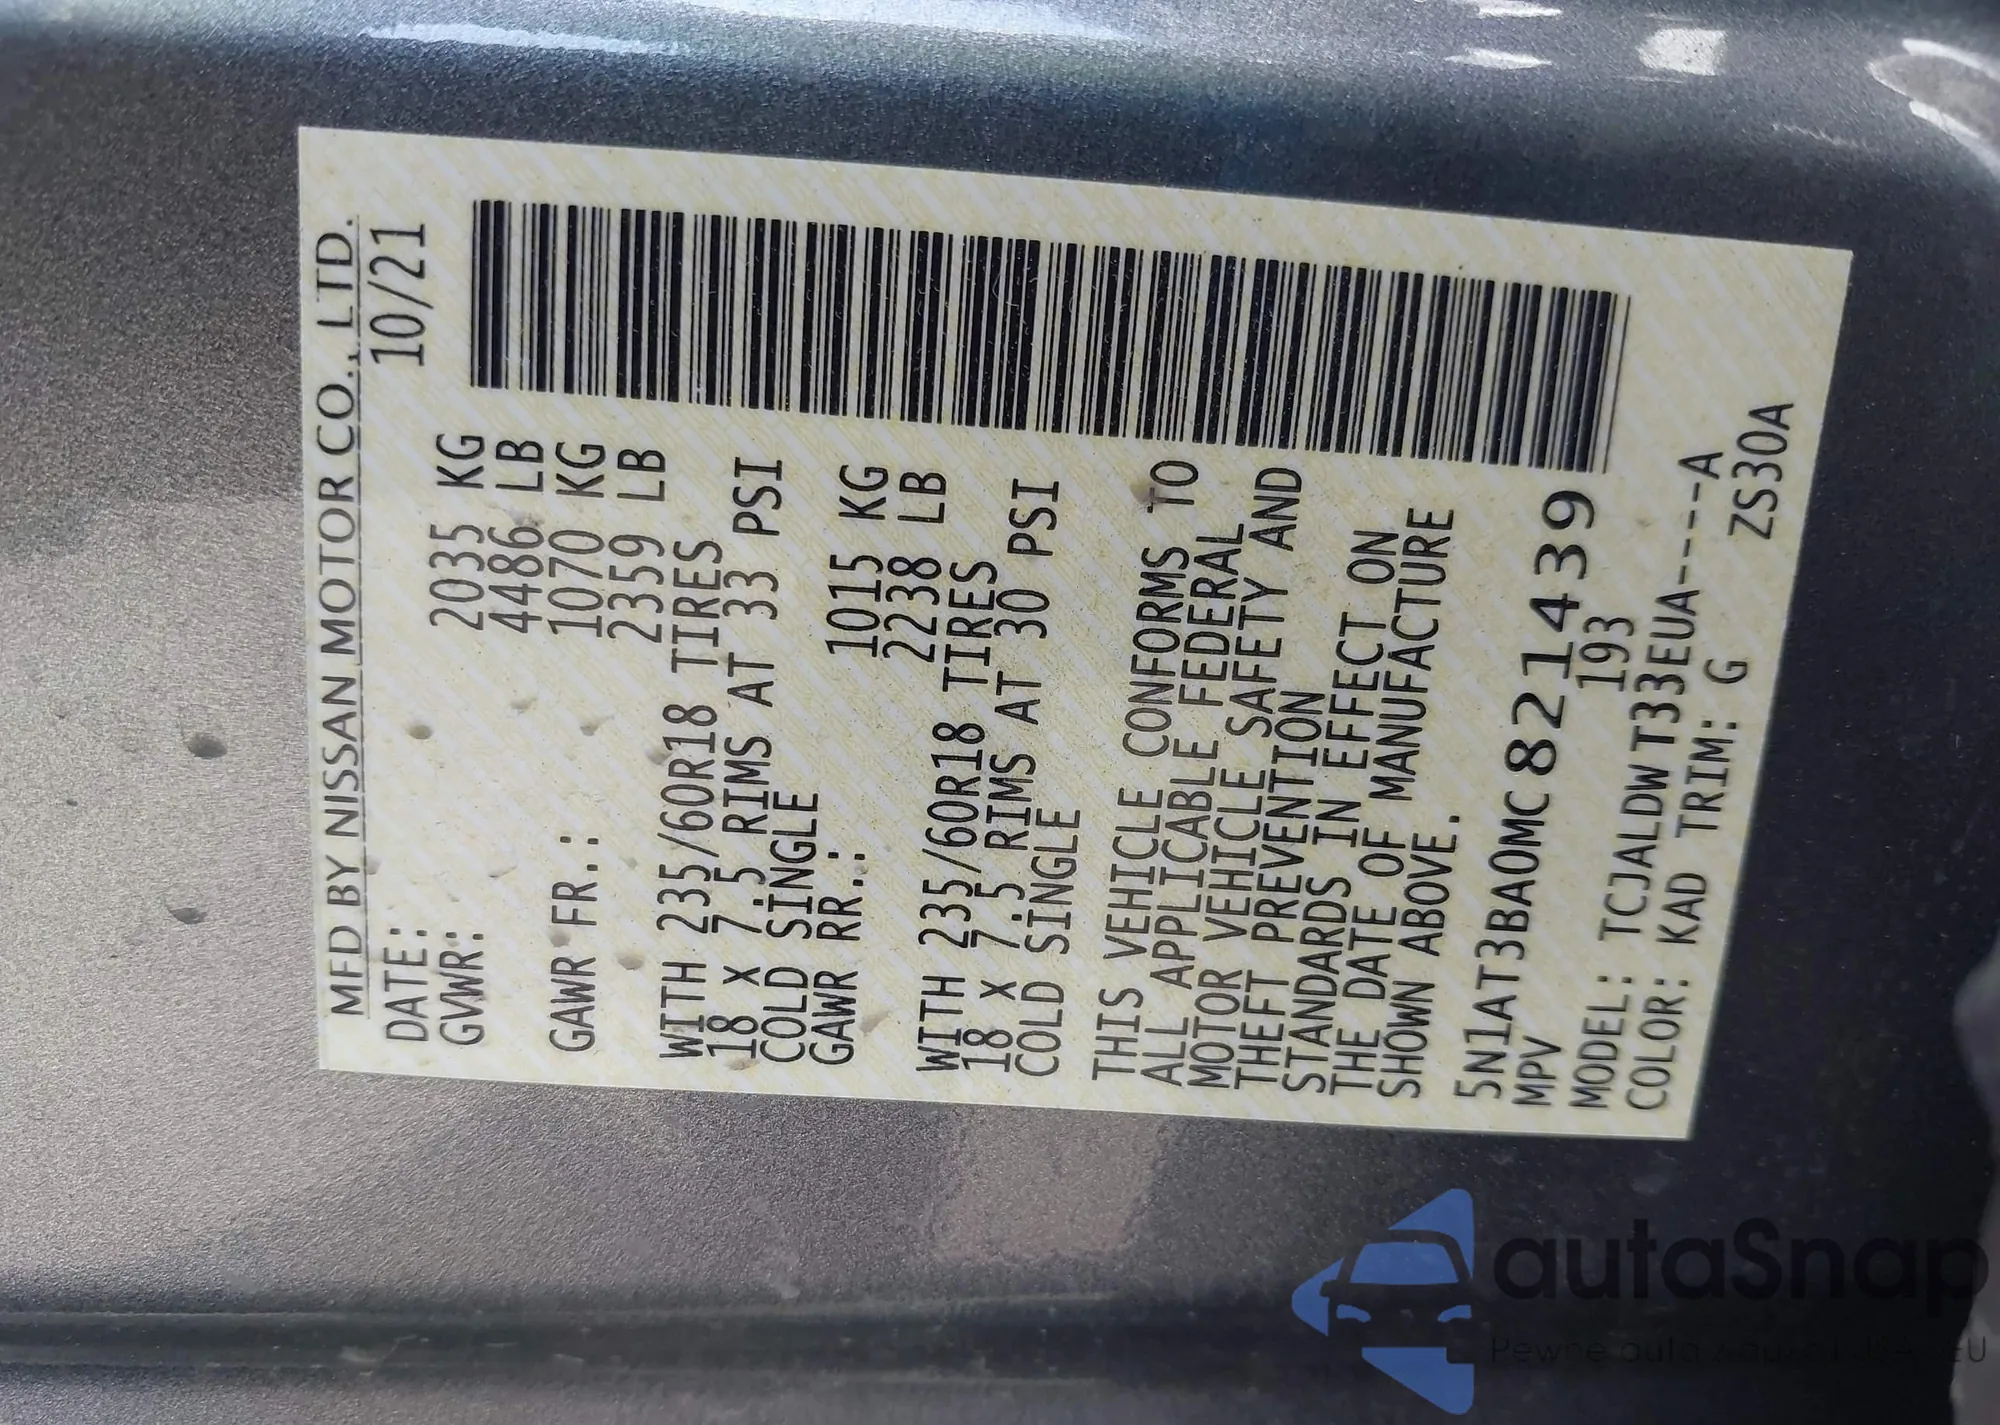 MFD BY NISSAN MOTOR CO., LTD.
DATE: 10/21
GVWR: 2035 KG
4486 LB
GAWR FR.: 1070 KG
2359 LB
WITH 235/60R18 TIRES
18 X 7.5 RIMS AT 33 PSI
COLD SINGLE
GAWR RR.: 1015 KG
2238 LB
WITH 235/60R18 TIRES
18 X 7.5 RIMS AT 30 PSI
COLD SINGLE
THIS VEHICLE CONFORMS TO
ALL APPLICABLE FEDERAL
MOTOR VEHICLE SAFETY AND
THEFT PREVENTION
STANDARDS IN EFFECT ON
THE DATE OF MANUFACTURE
SHOWN ABOVE.
5N1AT3BA0MC821439
MPV 193
MODEL: TCJALDWT33EUA-----A
COLOR: KAD TRIM: G ZS30A
autaSnap
Pewne auta z aukcji